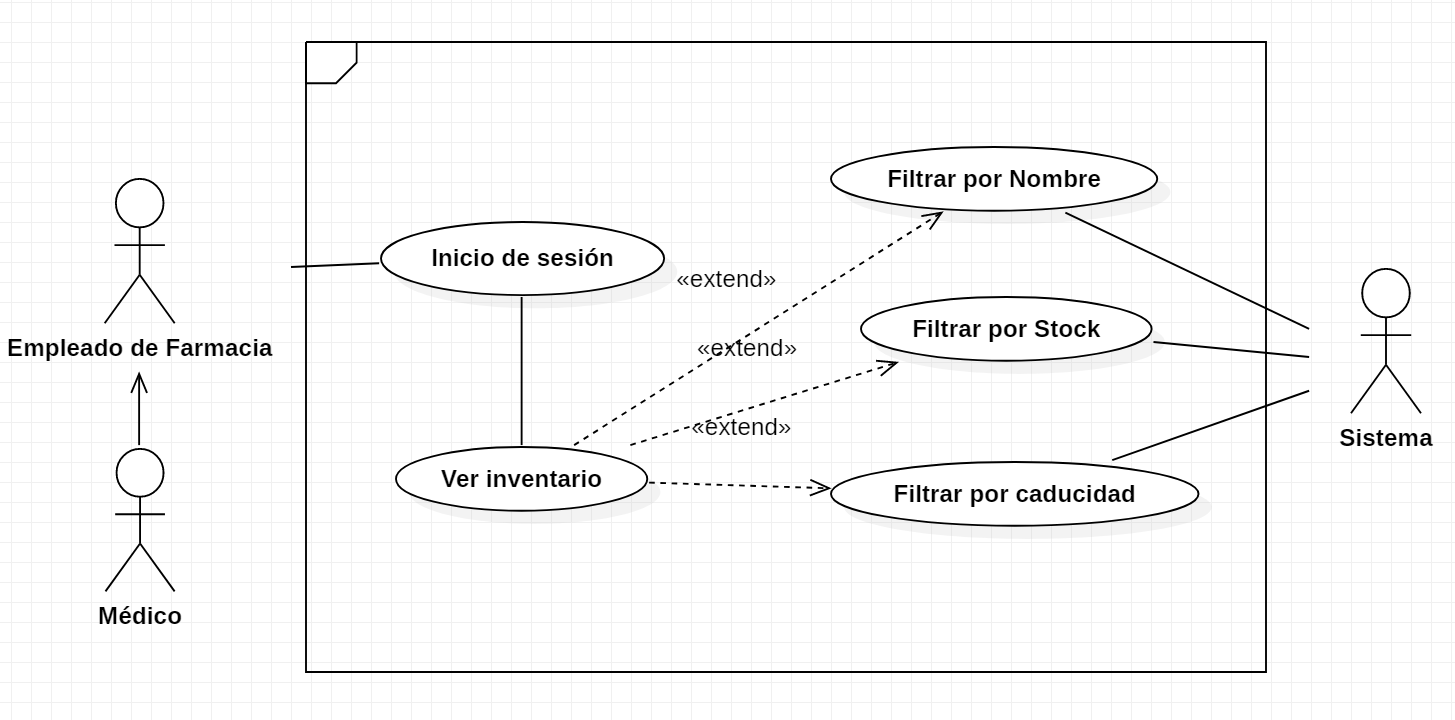 Filtrar por Nombre
Inicio de sesión
«extend»
Filtrar por Stock
Empleado de Farmacia
«extend»
«extend»
Sistema
Ver inventario
Filtrar por caducidad
Médico